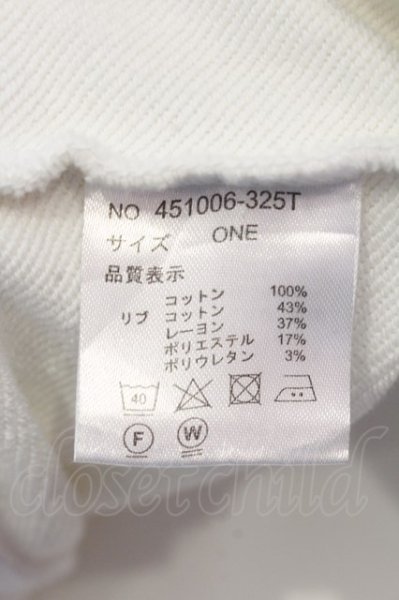 NO 451006-325T
サイズ ONE
品質表示
コットン 100%
リブ コットン 43%
レーヨン 37%
ポリエステル 17%
ポリウレタン 3%
40
F W
closet child